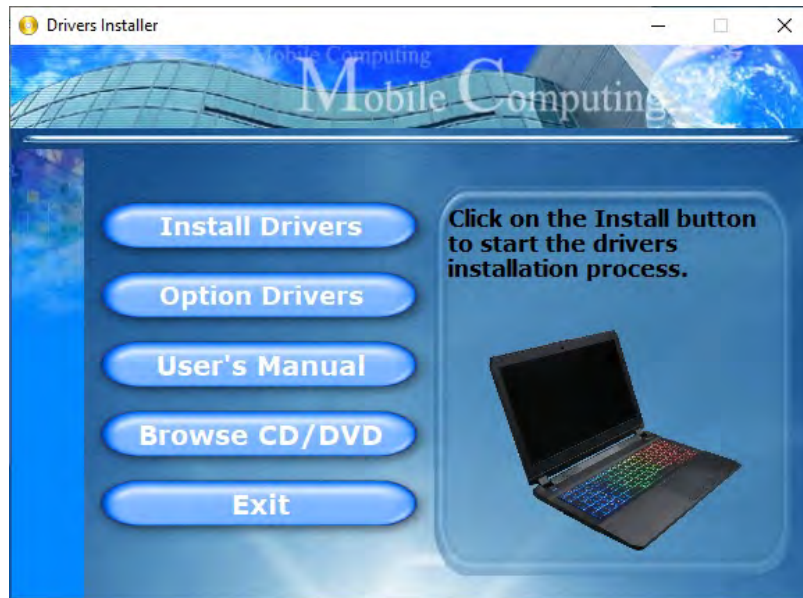 Drivers Installer
Mobile Computing
Mobile Computing
Install Drivers
Option Drivers
User's Manual
Browse CD/DVD
Exit
Click on the Install button
to start the drivers
installation process.